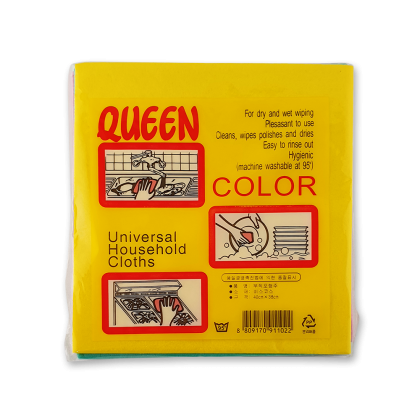 QUEEN
For dry and wet wiping
Plesasant to use
Cleans, wipes polishes and dries
Easy to rinse out
Hygienic
(machine washable at 95°)
COLOR
Universal
Household
Cloths
8 809170 911022